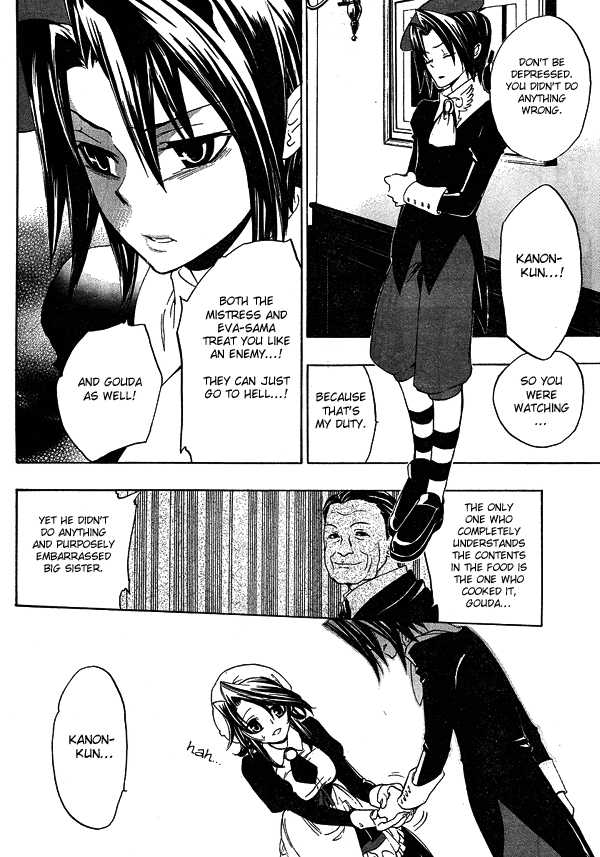 DON'T BE
DEPRESSED.
YOU DIDN'T DO
ANYTHING
WRONG.
KANON-
KUN...!
SO YOU
WERE
WATCHING
...
BECAUSE
THAT'S
MY DUTY.
BOTH THE
MISTRESS AND
EVA-SAMA
TREAT YOU LIKE
AN ENEMY...!
THEY CAN JUST
GO TO HELL...!
AND GOUDA
AS WELL!
THE ONLY
ONE WHO
COMPLETELY
UNDERSTANDS
THE CONTENTS
IN THE FOOD IS
THE ONE WHO
COOKED IT,
GOUDA...
YET HE DIDN'T
DO ANYTHING
AND PURPOSELY
EMBARRASSED
BIG SISTER.
KANON-
KUN...
hah...